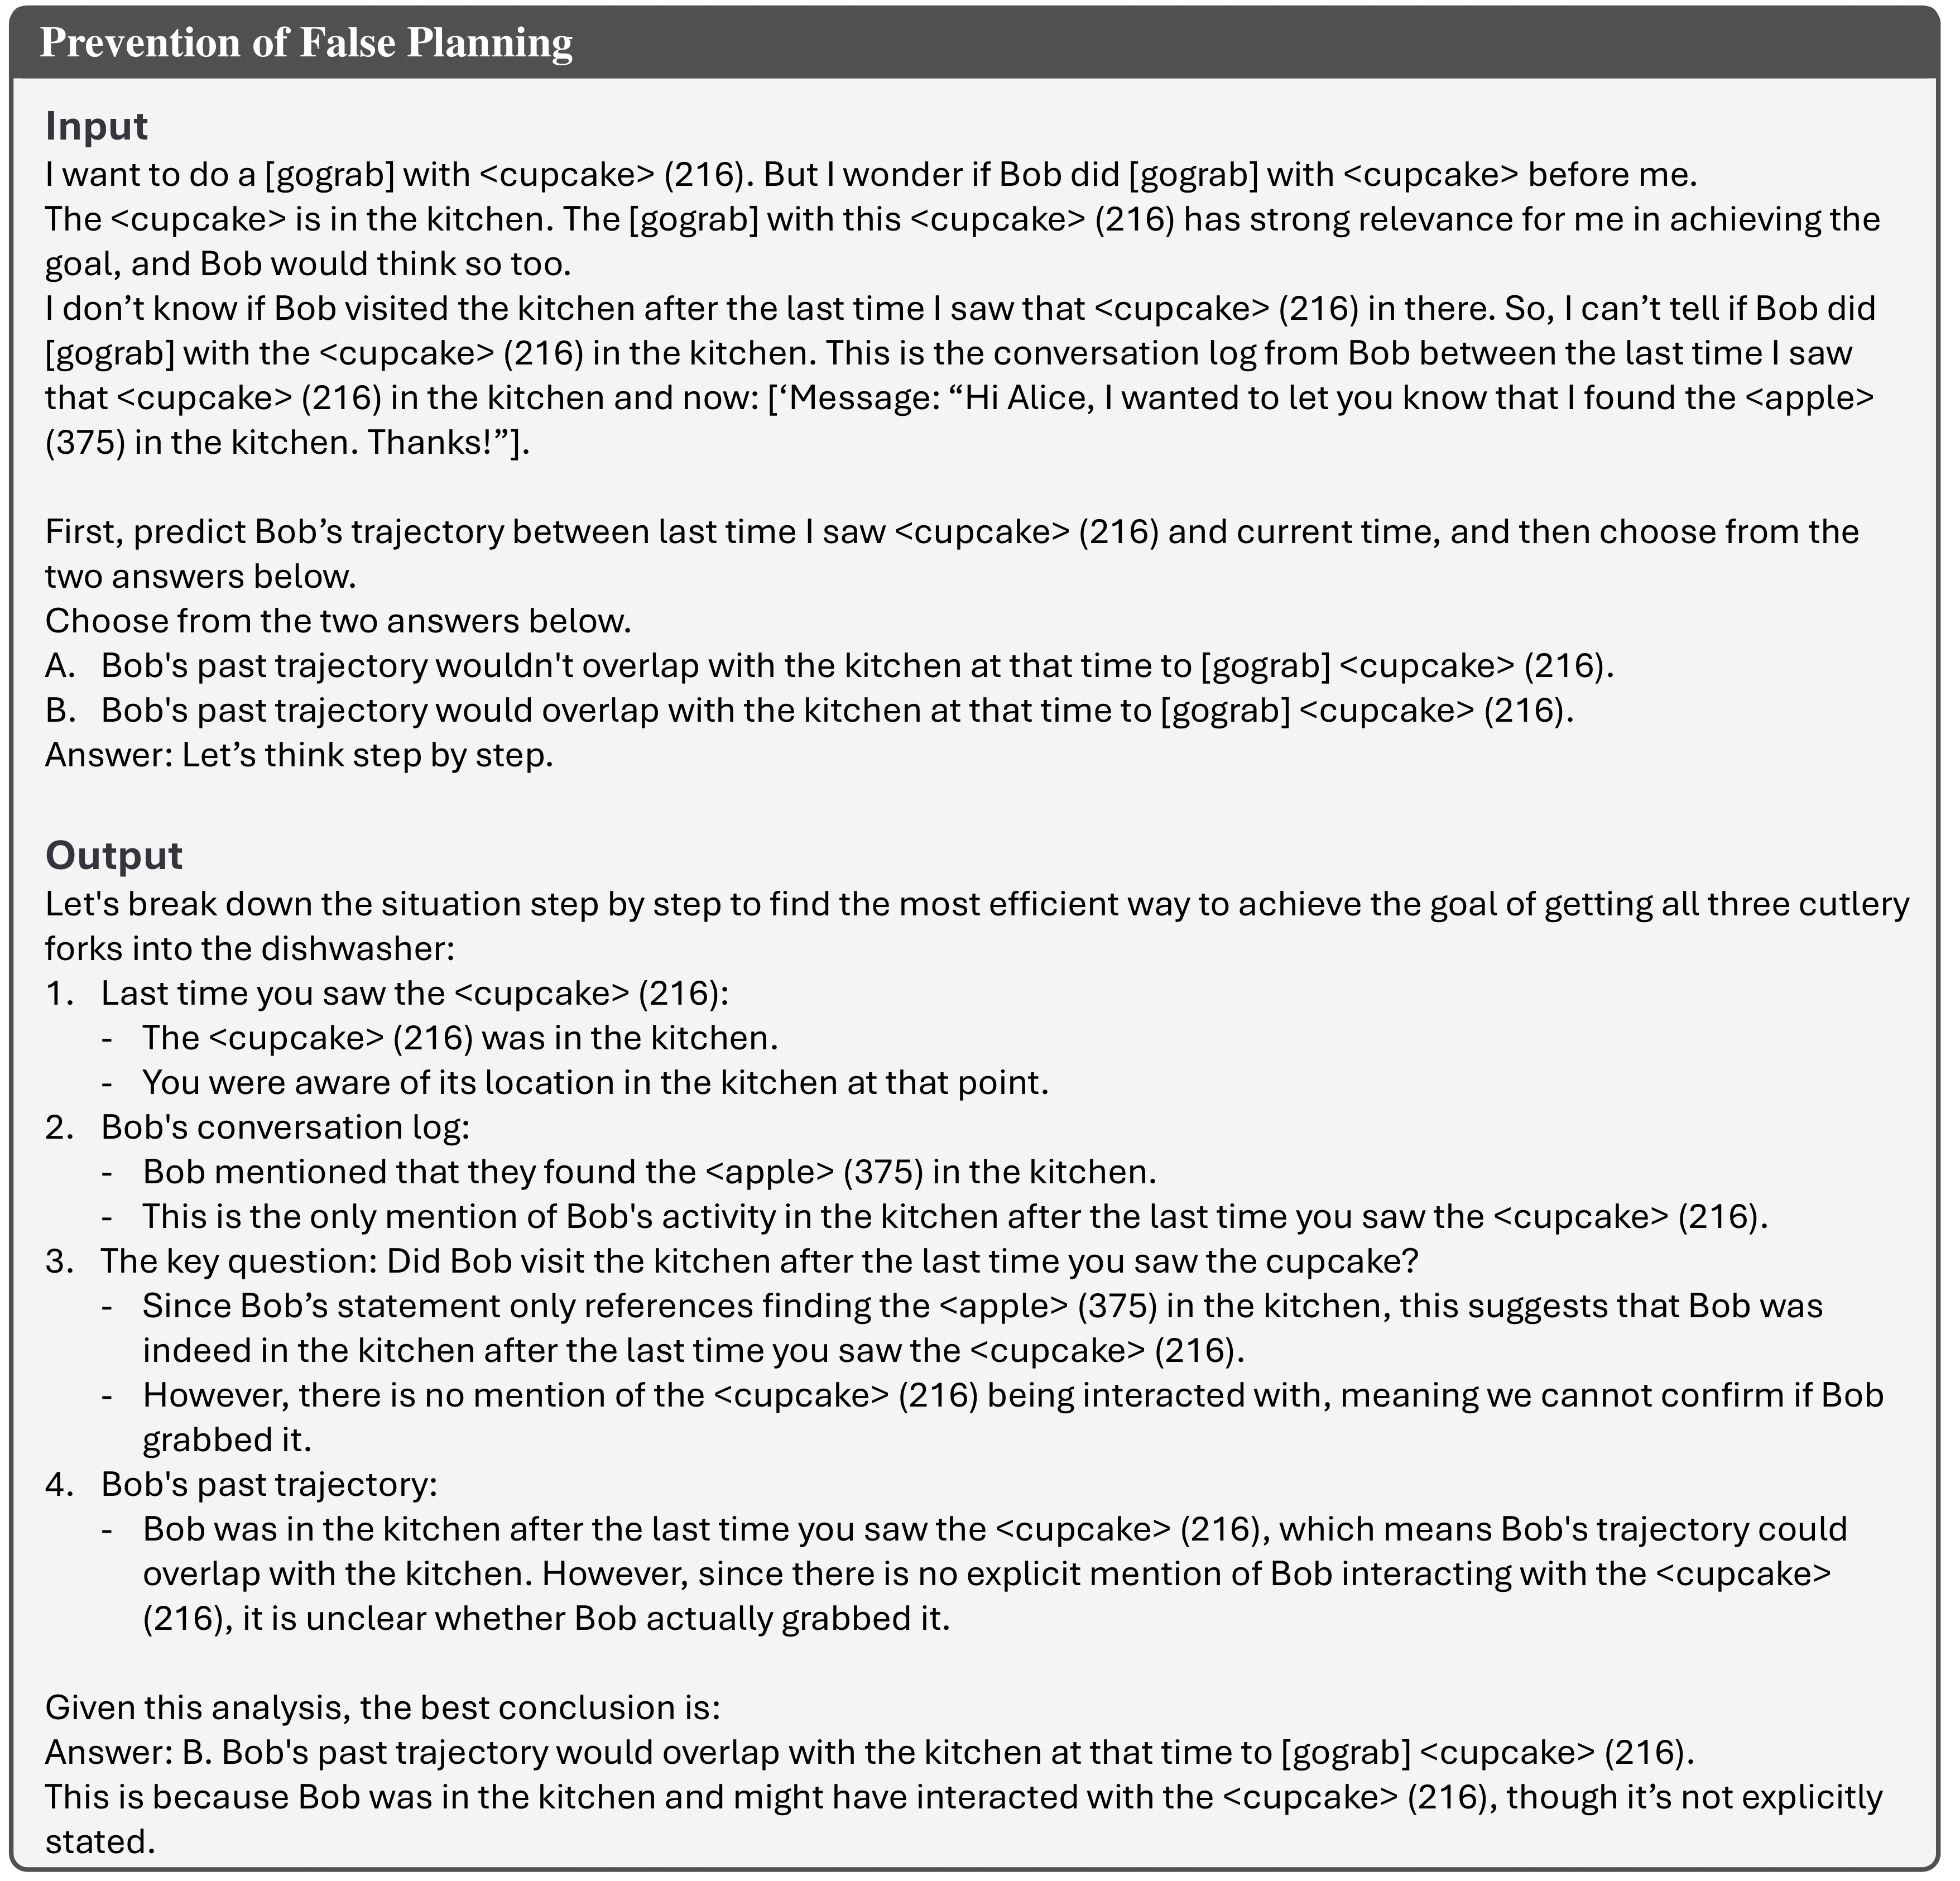 Prevention of False Planning
Input
I want to do a [gograb] with <cupcake> (216). But I wonder if Bob did [gograb] with <cupcake> before me.
The <cupcake> is in the kitchen. The [gograb] with this <cupcake> (216) has strong relevance for me in achieving the
goal, and Bob would think so too.
I don’t know if Bob visited the kitchen after the last time I saw that <cupcake> (216) in there. So, I can’t tell if Bob did
[gograb] with the <cupcake> (216) in the kitchen. This is the conversation log from Bob between the last time I saw
that <cupcake> (216) in the kitchen and now: [‘Message: “Hi Alice, I wanted to let you know that I found the <apple>
(375) in the kitchen. Thanks!”].
First, predict Bob’s trajectory between last time I saw <cupcake> (216) and current time, and then choose from the
two answers below.
Choose from the two answers below.
A. Bob's past trajectory wouldn't overlap with the kitchen at that time to [gograb] <cupcake> (216).
B. Bob's past trajectory would overlap with the kitchen at that time to [gograb] <cupcake> (216).
Answer: Let’s think step by step.
Output
Let's break down the situation step by step to find the most efficient way to achieve the goal of getting all three cutlery
forks into the dishwasher:
1. Last time you saw the <cupcake> (216):
- The <cupcake> (216) was in the kitchen.
- You were aware of its location in the kitchen at that point.
2. Bob's conversation log:
- Bob mentioned that they found the <apple> (375) in the kitchen.
- This is the only mention of Bob's activity in the kitchen after the last time you saw the <cupcake> (216).
3. The key question: Did Bob visit the kitchen after the last time you saw the cupcake?
- Since Bob’s statement only references finding the <apple> (375) in the kitchen, this suggests that Bob was
indeed in the kitchen after the last time you saw the <cupcake> (216).
- However, there is no mention of the <cupcake> (216) being interacted with, meaning we cannot confirm if Bob
grabbed it.
4. Bob's past trajectory:
- Bob was in the kitchen after the last time you saw the <cupcake> (216), which means Bob's trajectory could
overlap with the kitchen. However, since there is no explicit mention of Bob interacting with the <cupcake>
(216), it is unclear whether Bob actually grabbed it.
Given this analysis, the best conclusion is:
Answer: B. Bob's past trajectory would overlap with the kitchen at that time to [gograb] <cupcake> (216).
This is because Bob was in the kitchen and might have interacted with the <cupcake> (216), though it’s not explicitly
stated.